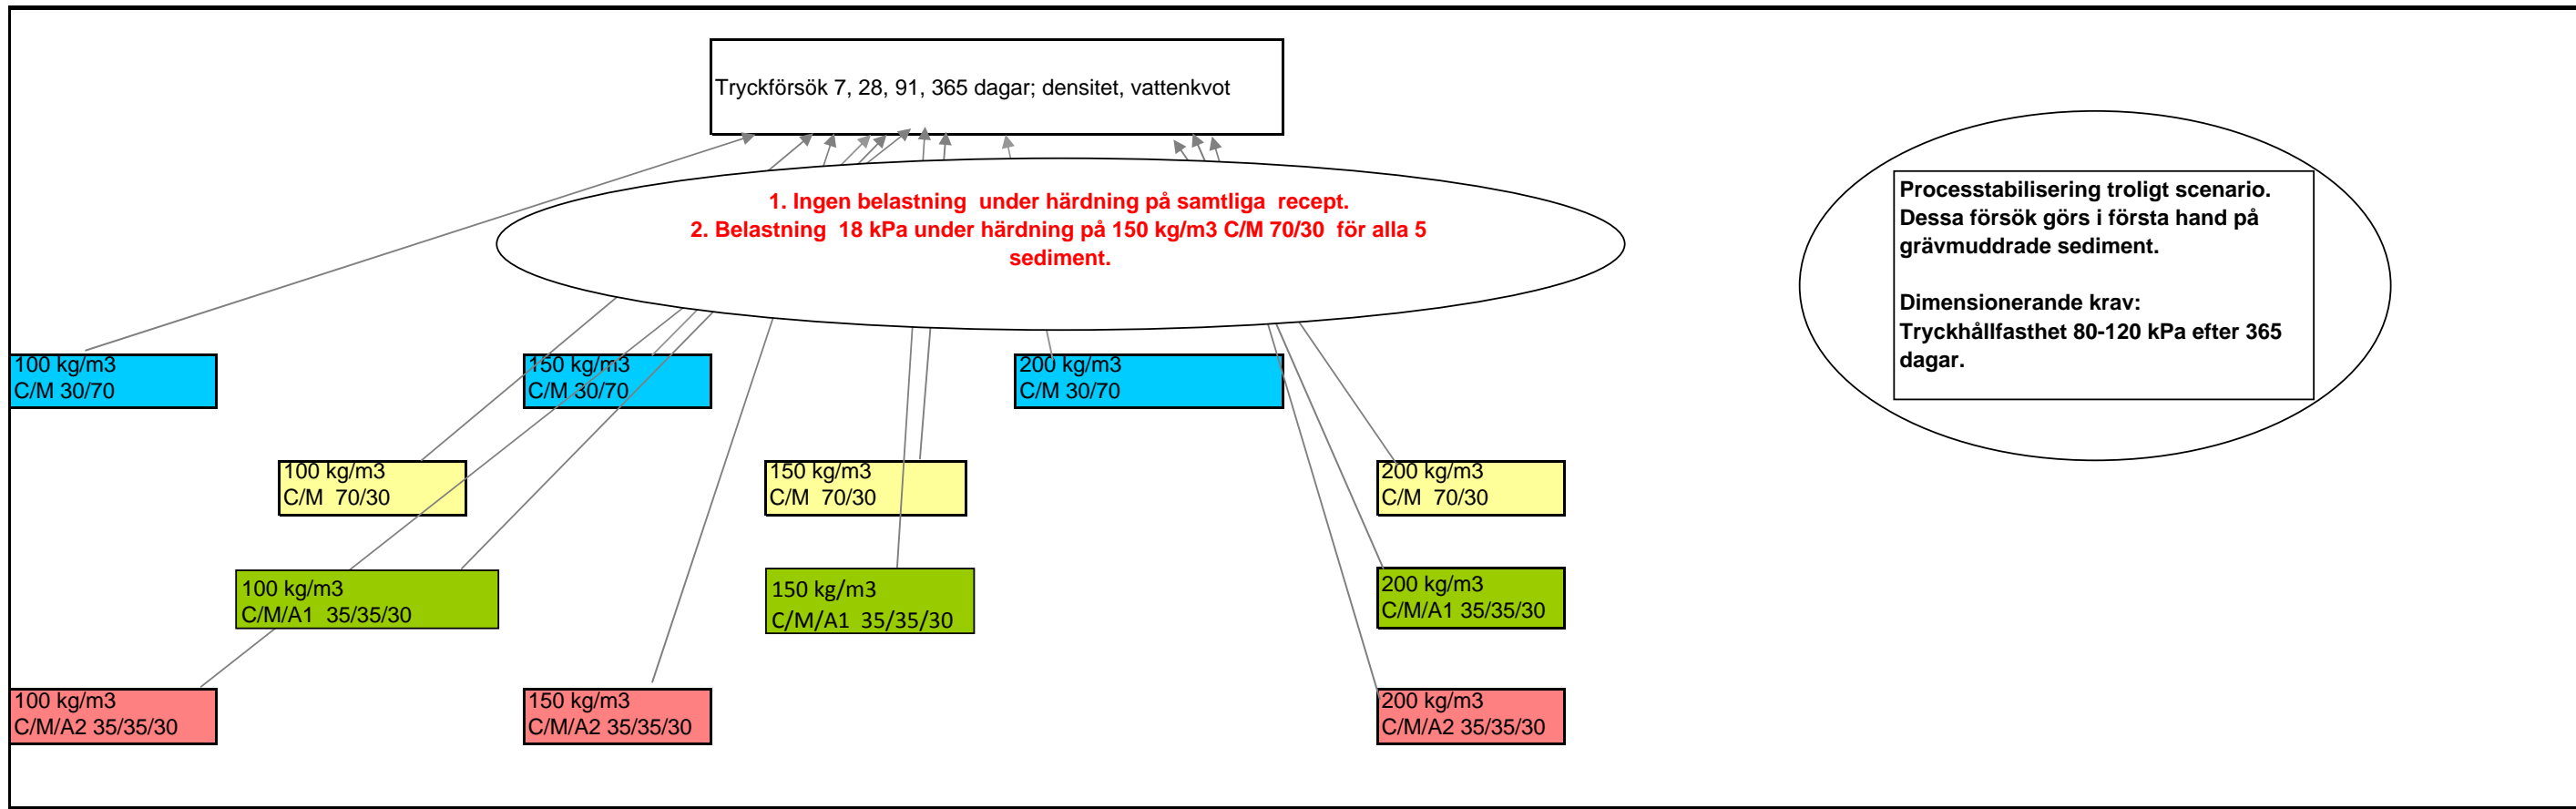 Tryckförsök 7, 28, 91, 365 dagar; densitet, vattenkvot
1. Ingen belastning under härdning på samtliga recept.
2. Belastning 18 kPa under härdning på 150 kg/m3 C/M 70/30 för alla 5
sediment.
Processtabilisering troligt scenario.
Dessa försök görs i första hand på
grävmuddrade sediment.
Dimensionerande krav:
Tryckhållfasthet 80-120 kPa efter 365
dagar.
100 kg/m3
C/M 30/70
150 kg/m3
C/M 30/70
200 kg/m3
C/M 30/70
100 kg/m3
C/M 70/30
150 kg/m3
C/M 70/30
200 kg/m3
C/M 70/30
100 kg/m3
C/M/A1 35/35/30
150 kg/m3
C/M/A1 35/35/30
200 kg/m3
C/M/A1 35/35/30
100 kg/m3
C/M/A2 35/35/30
150 kg/m3
C/M/A2 35/35/30
200 kg/m3
C/M/A2 35/35/30